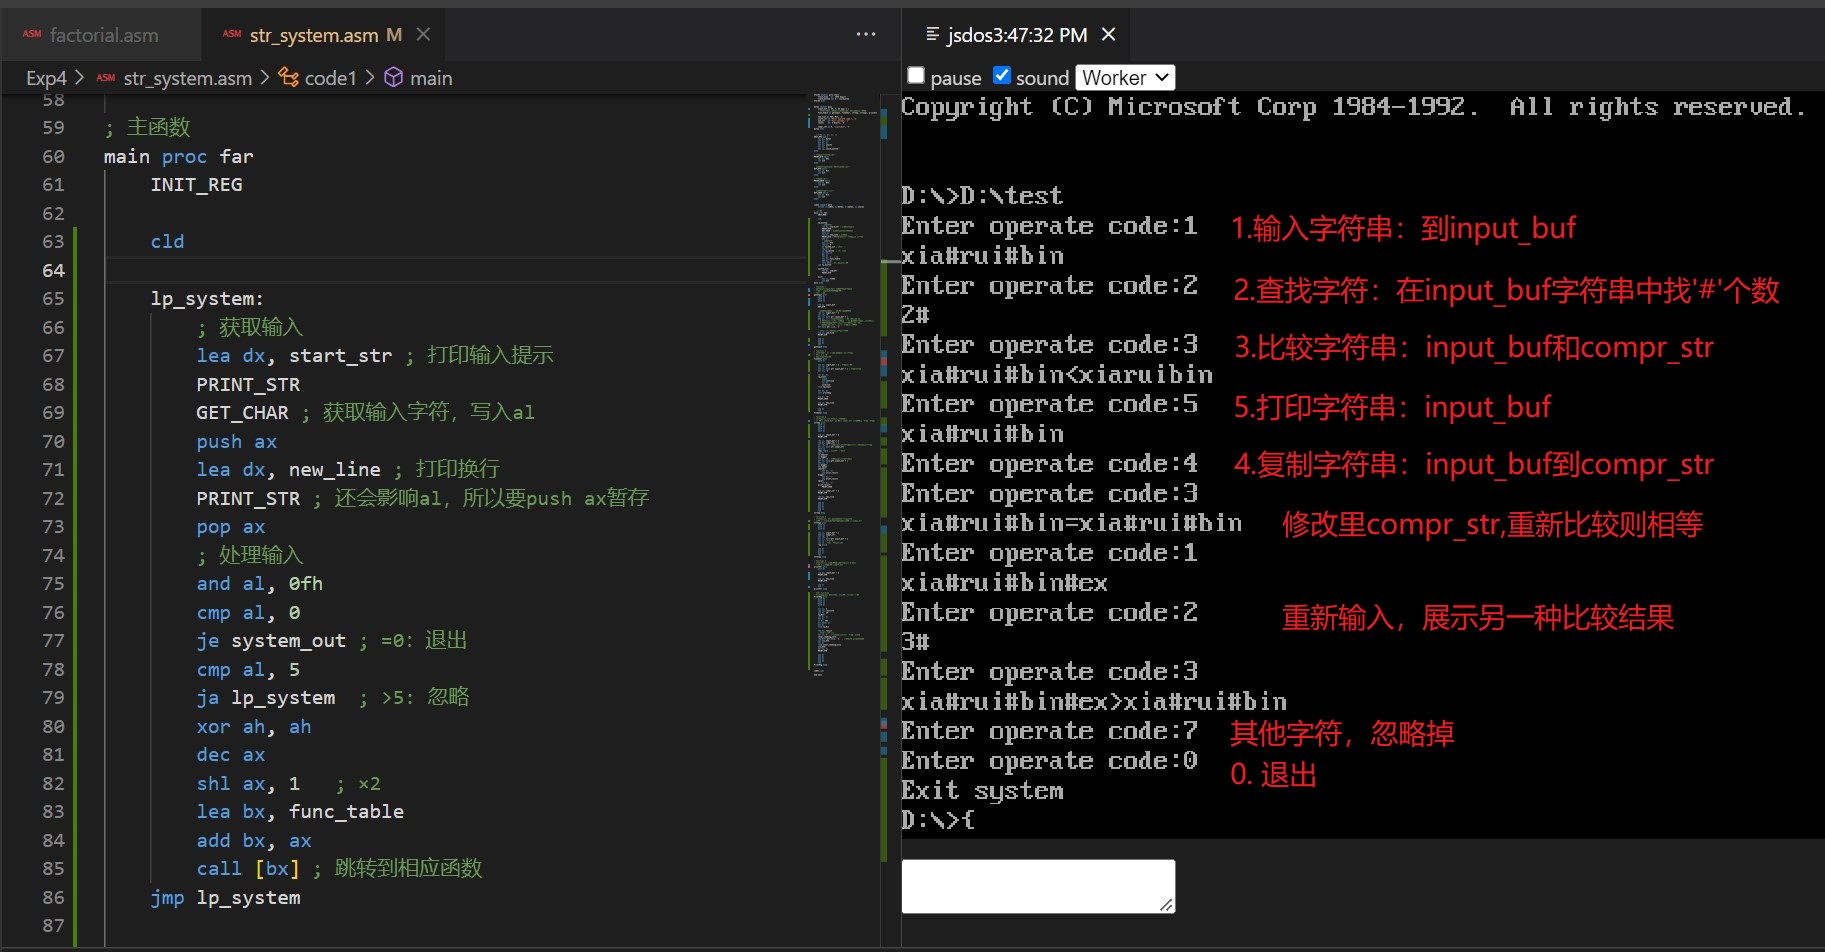 ASM factorial.asm
ASM str_system.asm M ×
···
Exp4 > ASM str_system.asm > code1 > main
58
59 ; 主函数
60 main proc far
61 INIT_REG
62
63 cld
64
65 lp_system:
66 ; 获取输入
67 lea dx, start_str ; 打印输入提示
68 PRINT_STR
69 GET_CHAR ; 获取输入字符，写入al
70 push ax
71 lea dx, new_line ; 打印换行
72 PRINT_STR ; 还会影响al，所以要push ax暂存
73 pop ax
74 ; 处理输入
75 and al, 0fh
76 cmp al, 0
77 je system_out ; =0：退出
78 cmp al, 5
79 ja lp_system ; >5：忽略
80 xor ah, ah
81 dec ax
82 shl ax, 1 ; ×2
83 lea bx, func_table
84 add bx, ax
85 call [bx] ; 跳转到相应函数
86 jmp lp_system
87
jsdos3:47:32 PM ×
pause sound Worker
Copyright (C) Microsoft Corp 1984-1992. All rights reserved.
D:\>D:\test
Enter operate code:1 1.输入字符串：到input_buf
xia#rui#bin
Enter operate code:2 2.查找字符：在input_buf字符串中找'#'个数
2#
Enter operate code:3 3.比较字符串：input_buf和compr_str
xia#rui#bin<xiaruibin
Enter operate code:5 5.打印字符串：input_buf
xia#rui#bin
Enter operate code:4 4.复制字符串：input_buf到compr_str
Enter operate code:3
xia#rui#bin=xia#rui#bin 修改里compr_str,重新比较则相等
Enter operate code:1
xia#rui#bin#ex
Enter operate code:2 重新输入，展示另一种比较结果
3#
Enter operate code:3
xia#rui#bin#ex>xia#rui#bin
Enter operate code:7 其他字符，忽略掉
Enter operate code:0 0. 退出
Exit system
D:\>{